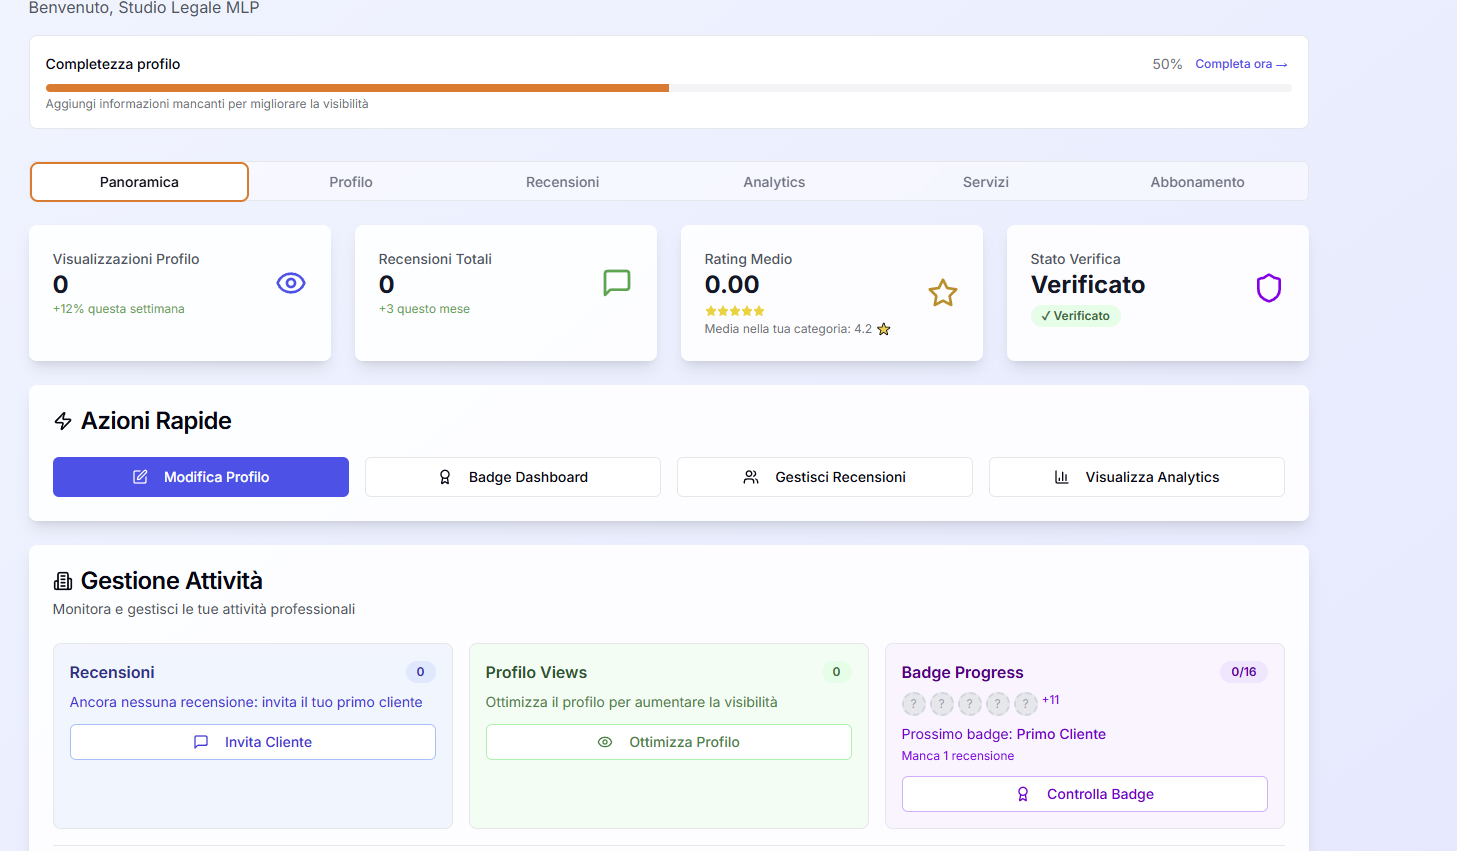 Benvenuto, Studio Legale MLP
Completezza profilo
50% Completa ora →
Aggiungi informazioni mancanti per migliorare la visibilità
Panoramica Profilo Recensioni Analytics Servizi Abbonamento
Visualizzazioni Profilo
0
+12% questa settimana
Recensioni Totali
0
+3 questo mese
Rating Medio
0.00
Media nella tua categoria: 4.2 ⭐
Stato Verifica
Verificato
✓ Verificato
Azioni Rapide
Modifica Profilo
Badge Dashboard
Gestisci Recensioni
Visualizza Analytics
Gestione Attività
Monitora e gestisci le tue attività professionali
Recensioni 0
Ancora nessuna recensione: invita il tuo primo cliente
Invita Cliente
Profilo Views 0
Ottimizza il profilo per aumentare la visibilità
Ottimizza Profilo
Badge Progress 0/16
? ? ? ? ? +11
Prossimo badge: Primo Cliente
Manca 1 recensione
Controlla Badge